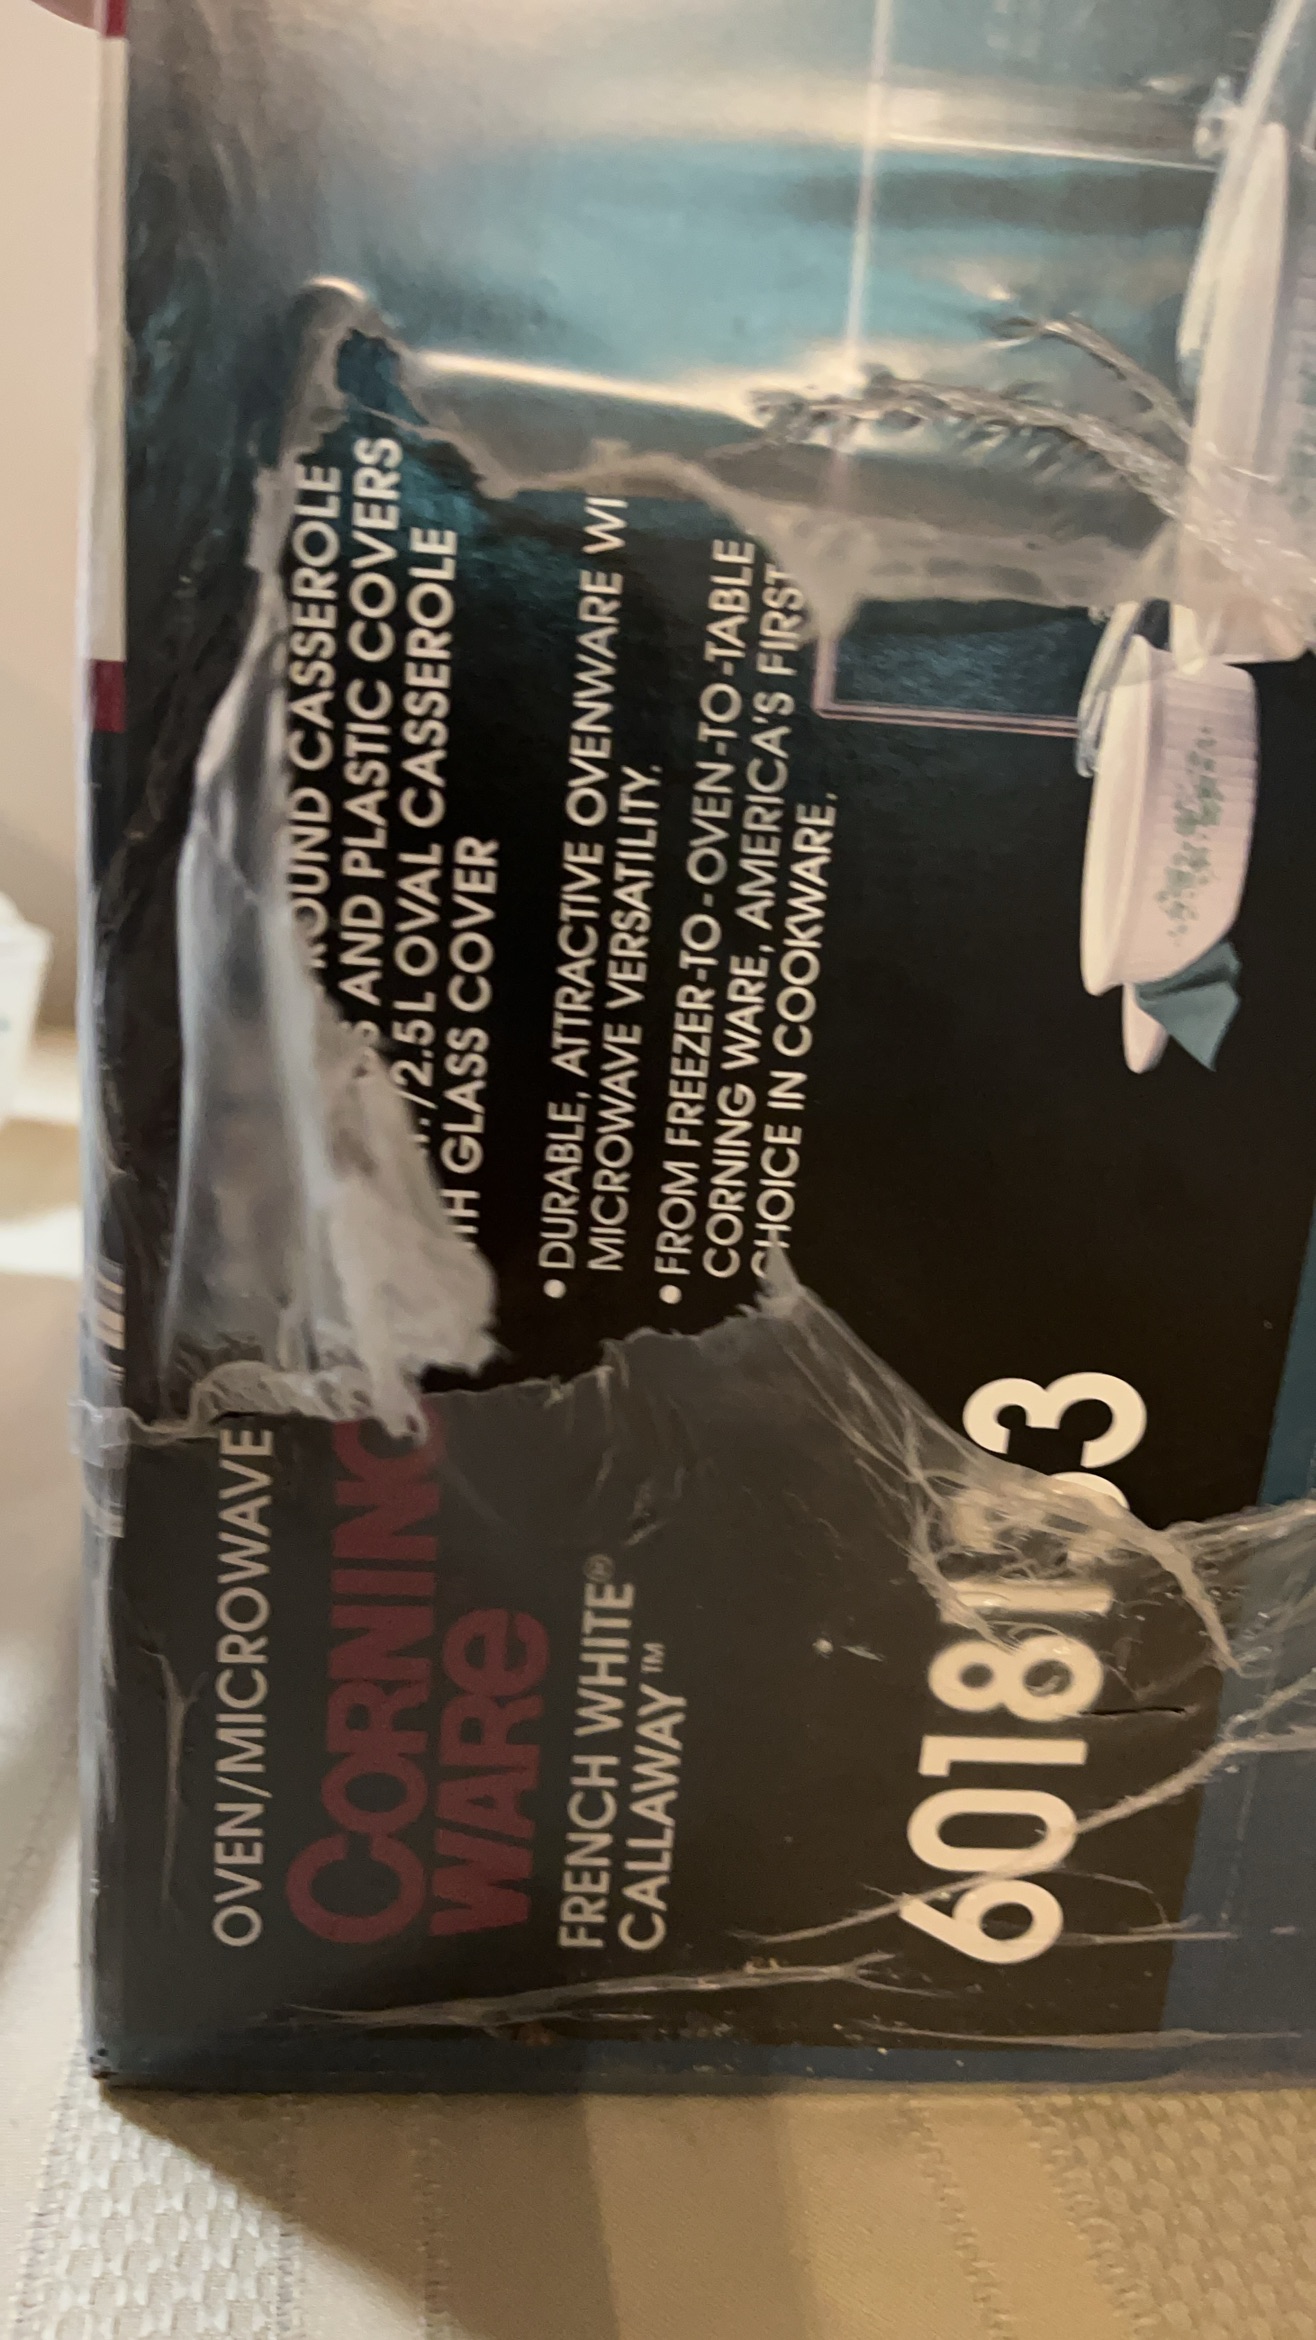 OVEN/MICROWAVE
CORNING
WARE
FRENCH WHITE®
CALLAWAY™
ROUND CASSEROLE
AND PLASTIC COVERS
/2.5L OVAL CASSEROLE
GLASS COVER
• DURABLE, ATTRACTIVE OVENWARE WI
MICROWAVE VERSATILITY.
• FROM FREEZER-TO-OVEN-TO-TABLE
CORNING WARE, AMERICA'S FIRST
CHOICE IN COOKWARE.